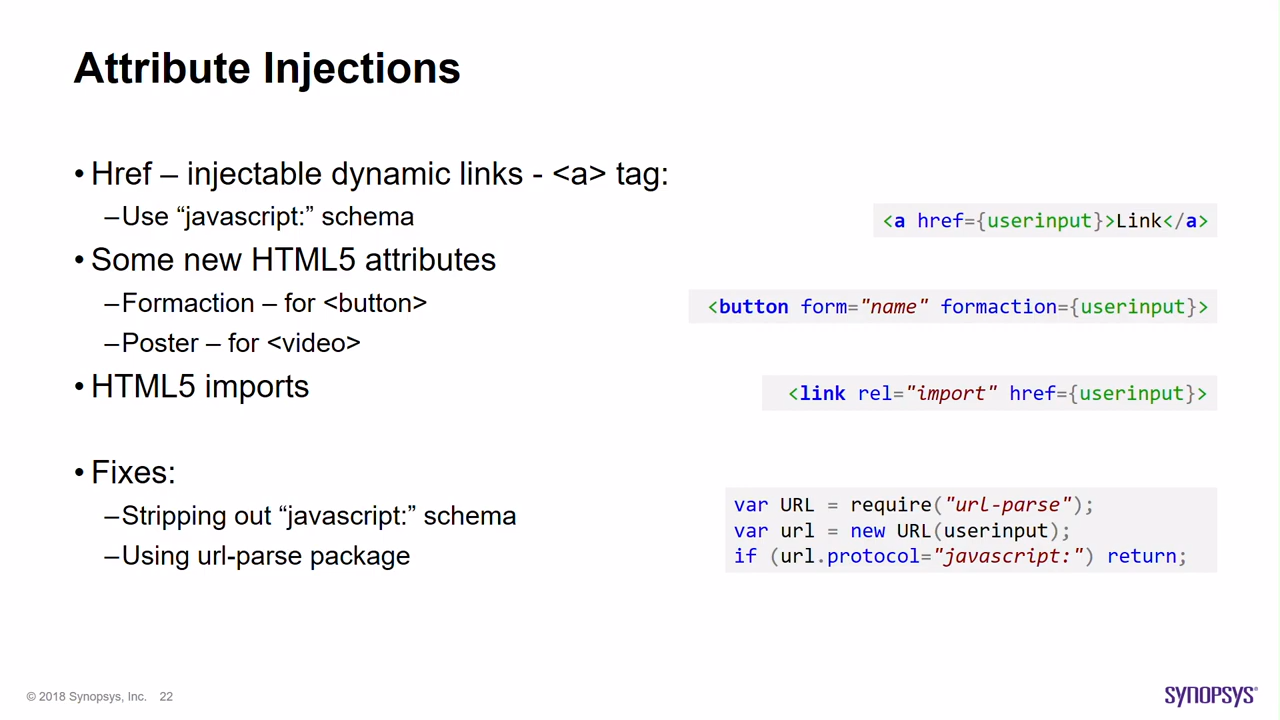 Attribute Injections
• Href – injectable dynamic links - <a> tag:
–Use “javascript:” schema
<a href={userinput}>Link</a>
• Some new HTML5 attributes
–Formaction – for <button>
<button form="name" formaction={userinput}>
–Poster – for <video>
• HTML5 imports
<link rel="import" href={userinput}>
• Fixes:
–Stripping out “javascript:” schema
–Using url-parse package
var URL = require("url-parse");
var url = new URL(userinput);
if (url.protocol="javascript:") return;
© 2018 Synopsys, Inc. 22
SYNOPSYS®